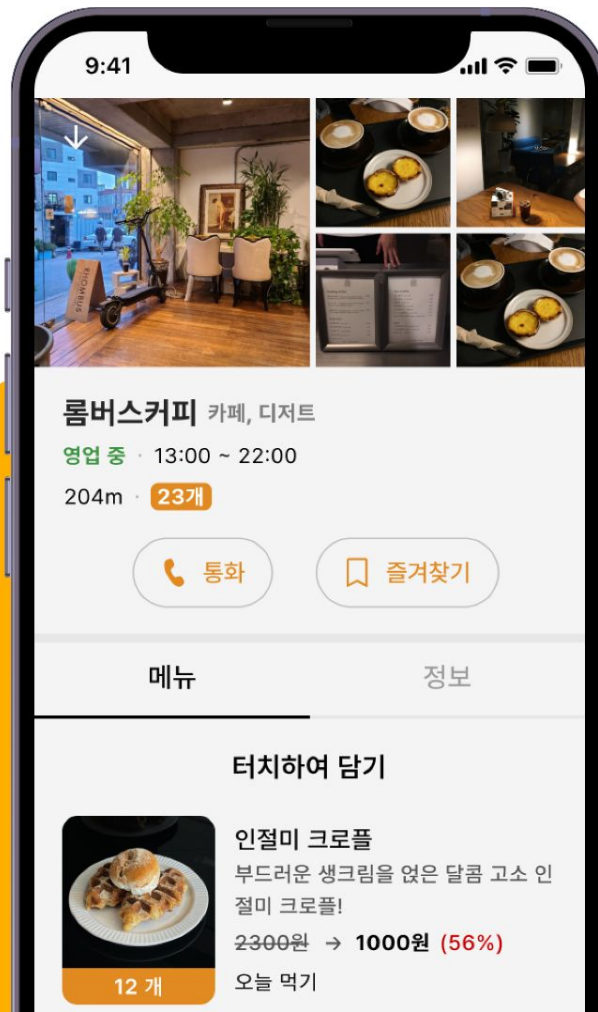 9:41
RHOMBUS
롬버스커피 카페, 디저트
영업 중 · 13:00 ~ 22:00
204m · 23개
통화 즐겨찾기
메뉴 정보
터치하여 담기
인절미 크로플
부드러운 생크림을 얹은 달콤 고소 인
절미 크로플!
2300원 → 1000원 (56%)
12 개
오늘 먹기